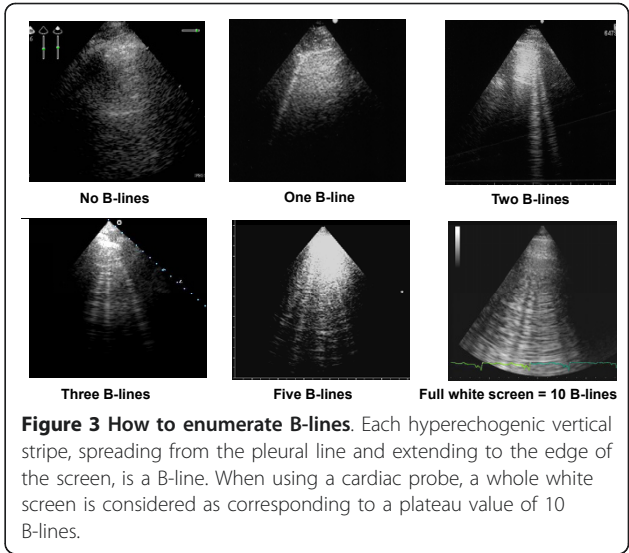 No B-lines
One B-line
Two B-lines
Three B-lines
Five B-lines
Full white screen = 10 B-lines
Figure 3 How to enumerate B-lines. Each hyperechogenic vertical
stripe, spreading from the pleural line and extending to the edge of
the screen, is a B-line. When using a cardiac probe, a whole white
screen is considered as corresponding to a plateau value of 10
B-lines.